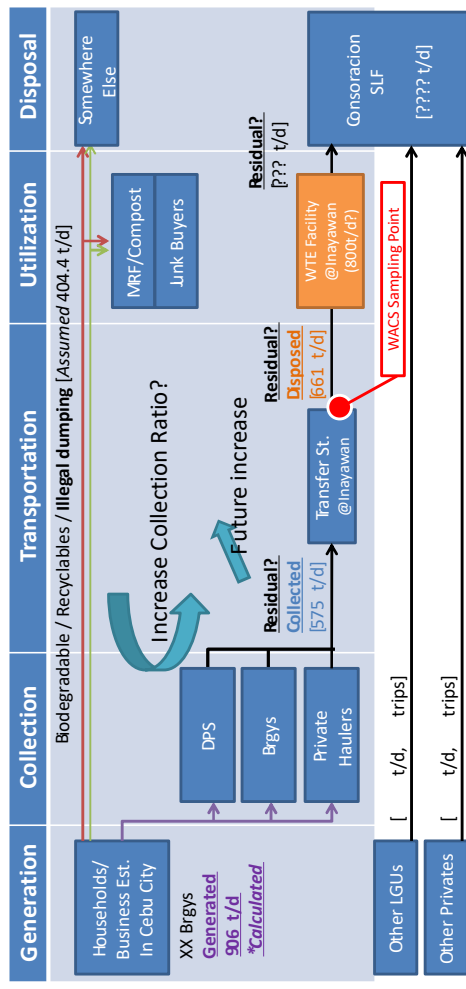 Generation
Collection
Transportation
Utilization
Disposal
Biodegradable / Recyclables / Illegal dumping [Assumed 404.4 t/d]
Households/
Business Est.
In Cebu City
XX Brgys
Generated
906 t/d
*Calculated
DPS
Brgys
Private
Haulers
Increase Collection Ratio?
Future increase
Residual?
Collected
[575 t/d]
Transfer St.
@Inayawan
Residual?
Disposed
[661 t/d]
MRF/Compost
Junk Buyers
WTE Facility
@Inayawan
(800t/d?)
Residual?
[??? t/d]
Somewhere
Else
Consoracion
SLF
[???? t/d]
WACS Sampling Point
Other LGUs
[ t/d, trips]
Other Privates
[ t/d, trips]